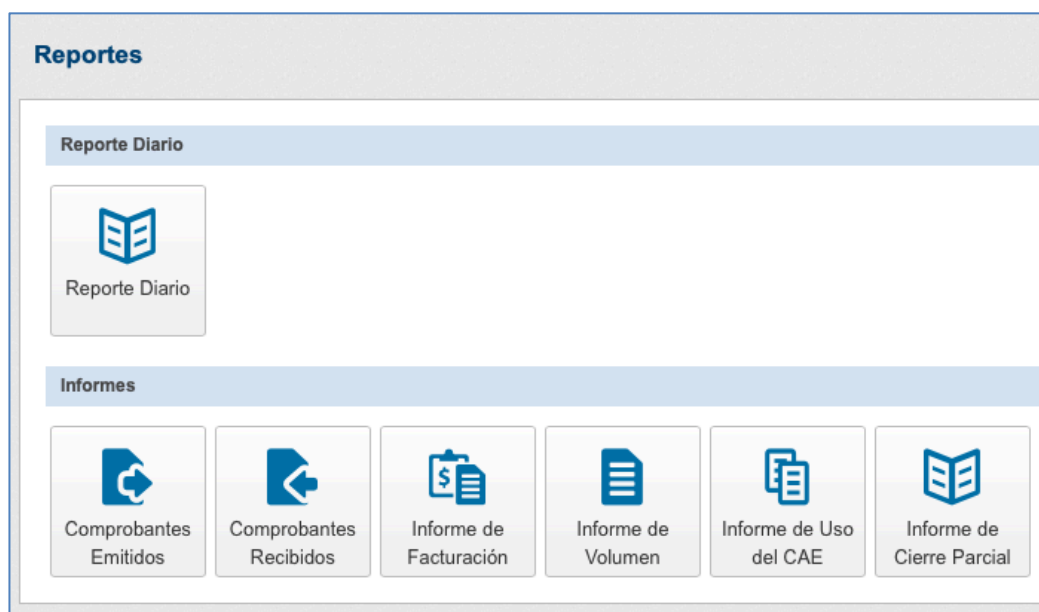 Reportes
Reporte Diario
Reporte Diario
Informes
Comprobantes
Emitidos
Comprobantes
Recibidos
$
Informe de
Facturación
Informe de
Volumen
Informe de Uso
del CAE
Informe de
Cierre Parcial